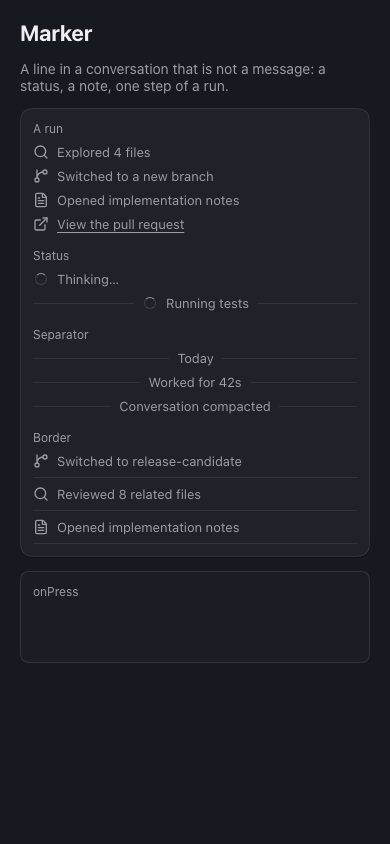 Marker
A line in a conversation that is not a message: a
status, a note, one step of a run.
A run
Explored 4 files
Switched to a new branch
Opened implementation notes
View the pull request
Status
Thinking...
Running tests
Separator
Today
Worked for 42s
Conversation compacted
Border
Switched to release-candidate
Reviewed 8 related files
Opened implementation notes
onPress